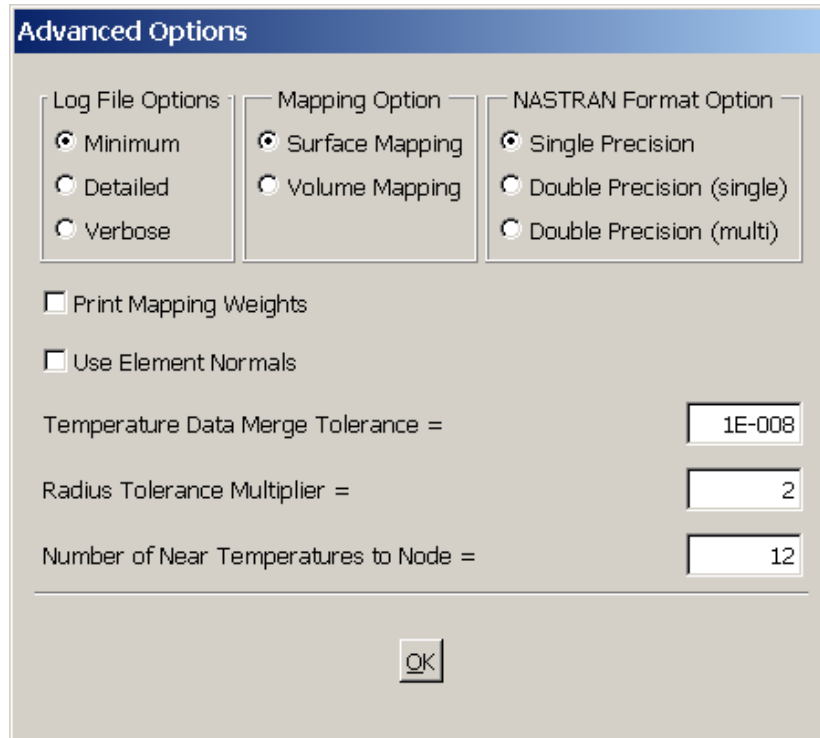 Advanced Options
Log File Options
Minimum
Detailed
Verbose
Mapping Option
Surface Mapping
Volume Mapping
NASTRAN Format Option
Single Precision
Double Precision (single)
Double Precision (multi)
Print Mapping Weights
Use Element Normals
Temperature Data Merge Tolerance = 1E-008
Radius Tolerance Multiplier = 2
Number of Near Temperatures to Node = 12
OK